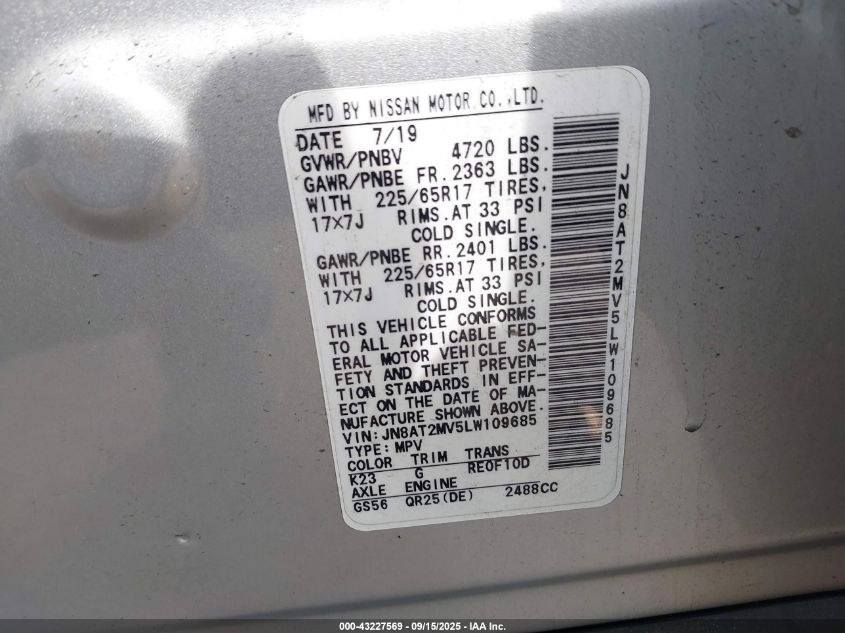 MFD BY NISSAN MOTOR CO.,LTD.
DATE 7/19
GVWR/PNBV 4720 LBS.
GAWR/PNBE FR. 2363 LBS.
WITH 225/65R17 TIRES,
17×7J RIMS.AT 33 PSI
COLD SINGLE.
GAWR/PNBE RR. 2401 LBS.
WITH 225/65R17 TIRES,
17×7J RIMS.AT 33 PSI
COLD SINGLE.
THIS VEHICLE CONFORMS
TO ALL APPLICABLE FED-
ERAL MOTOR VEHICLE SA-
FETY AND THEFT PREVEN-
TION STANDARDS IN EFF-
ECT ON THE DATE OF MA-
NUFACTURE SHOWN ABOVE.
VIN:JN8AT2MV5LW109685
TYPE:MPV
COLOR TRIM TRANS
K23 G RE0F10D
AXLE ENGINE
GS56 QR25(DE) 2488CC
JN8AT2MV5LW109685
000-43227569 - 09/15/2025 - IAA Inc.